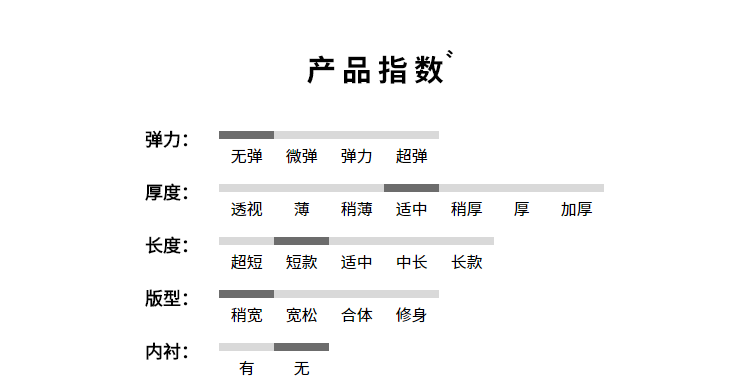 产品指数
弹力：
无弹 微弹 弹力 超弹
厚度：
透视 薄 稍薄 适中 稍厚 厚 加厚
长度：
超短 短款 适中 中长 长款
版型：
稍宽 宽松 合体 修身
内衬：
有 无